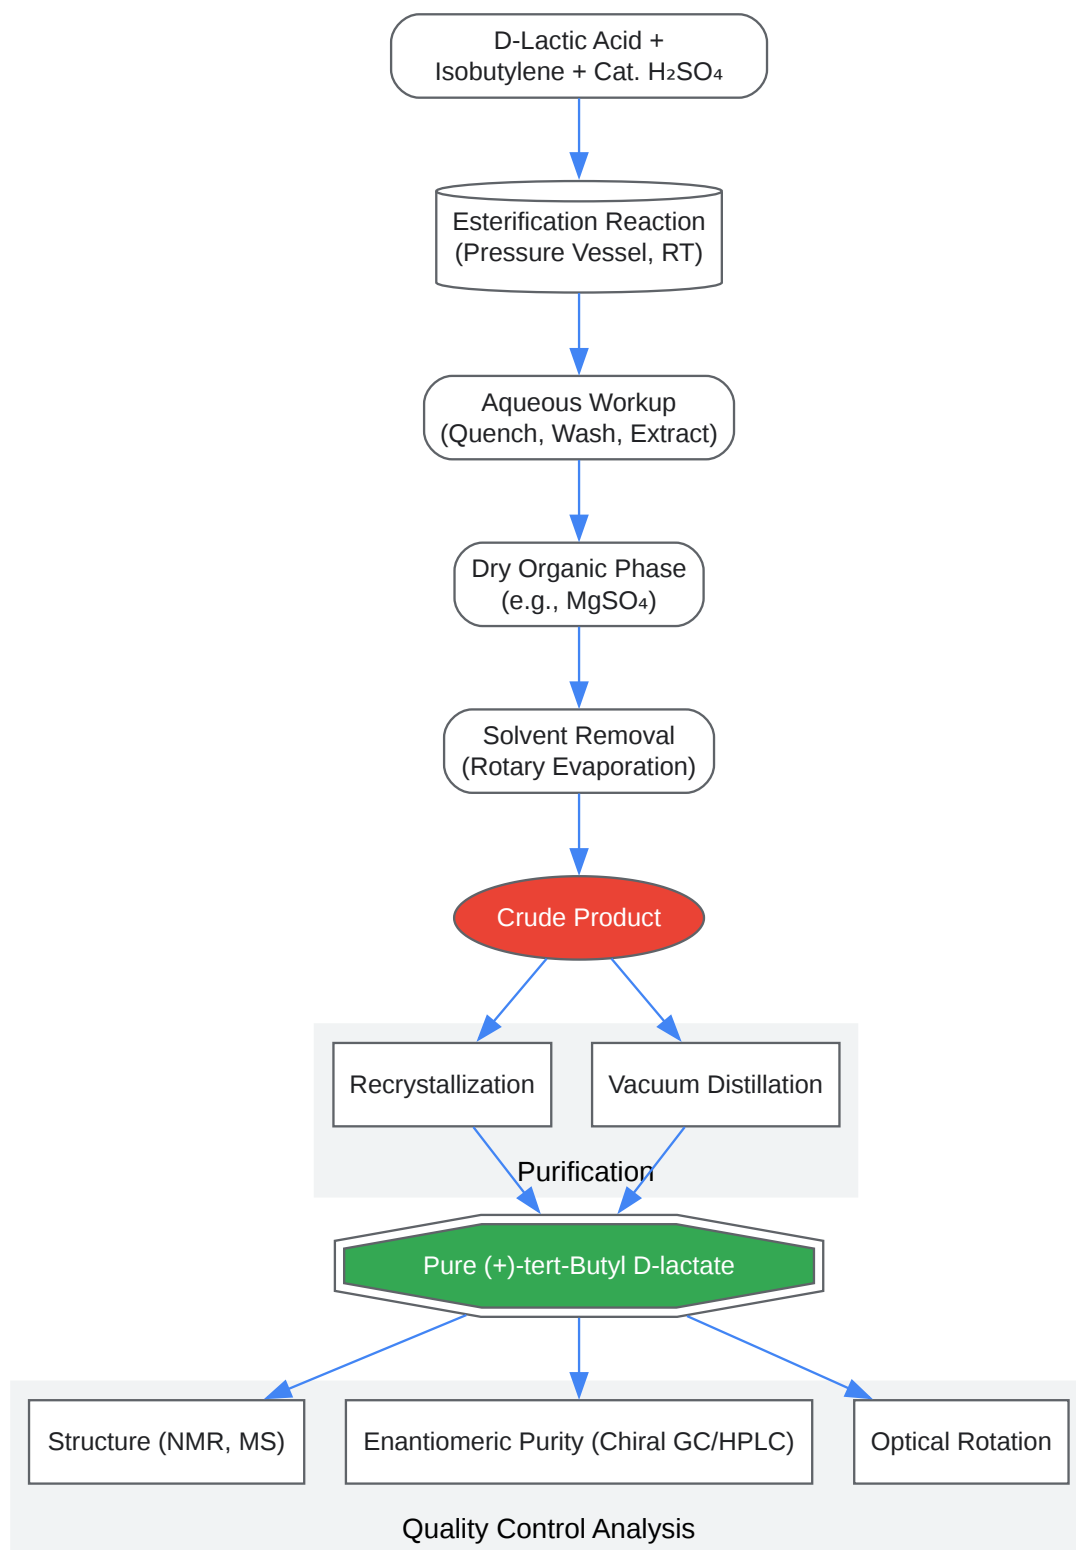 D-Lactic Acid +
Isobutylene + Cat. H₂SO₄
Esterification Reaction
(Pressure Vessel, RT)
Aqueous Workup
(Quench, Wash, Extract)
Dry Organic Phase
(e.g., MgSO₄)
Solvent Removal
(Rotary Evaporation)
Crude Product
Recrystallization
Vacuum Distillation
Purification
Pure (+)-tert-Butyl D-lactate
Structure (NMR, MS)
Enantiomeric Purity (Chiral GC/HPLC)
Optical Rotation
Quality Control Analysis